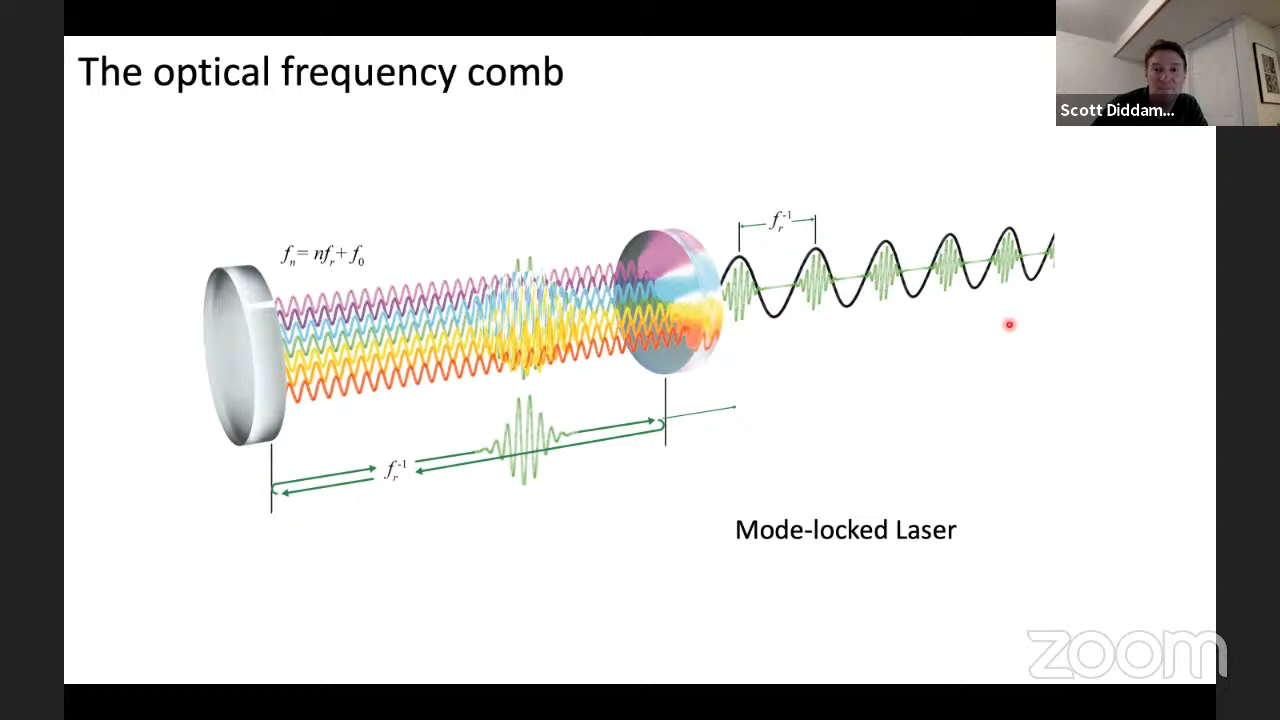 The optical frequency comb
Scott Diddam...
fₙ = nfᵣ + f₀
fᵣ⁻¹
fᵣ⁻¹
Mode-locked Laser
zoom